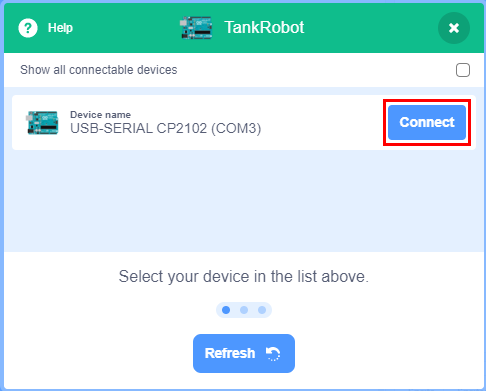 Help
TankRobot
Show all connectable devices
Device name
USB-SERIAL CP2102 (COM3)
Connect
Select your device in the list above.
Refresh